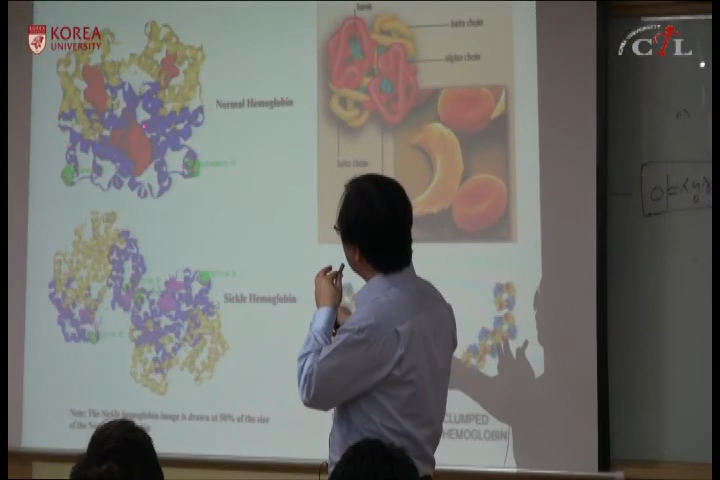 KOREA
UNIVERSITY
heme
beta chain
alpha chain
Normal Hemoglobin
beta chain
Sickle Hemoglobin
Note: The Sickle hemoglobin image is drawn at 50% of the size
of the
CLUMPED
HEMOGLOBIN